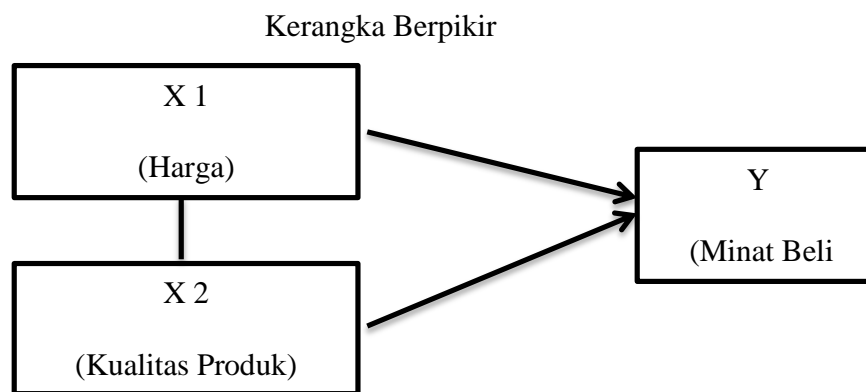 Kerangka Berpikir
X 1
(Harga)
Y
(Minat Beli
X 2
(Kualitas Produk)